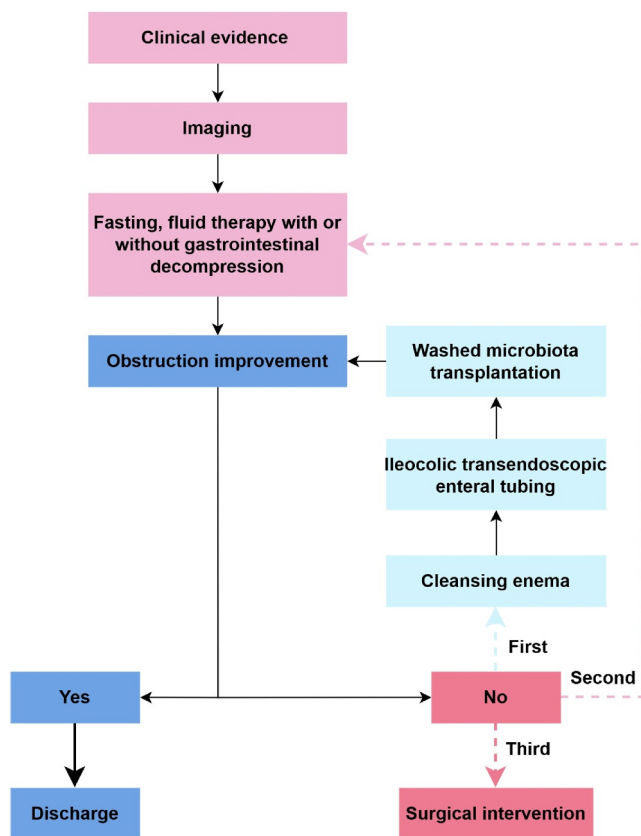 Clinical evidence
Imaging
Fasting, fluid therapy with or
without gastrointestinal
decompression
Obstruction improvement
Washed microbiota
transplantation
Ileocolic transendoscopic
enteral tubing
Cleansing enema
First
Second
Yes
No
Third
Discharge
Surgical intervention